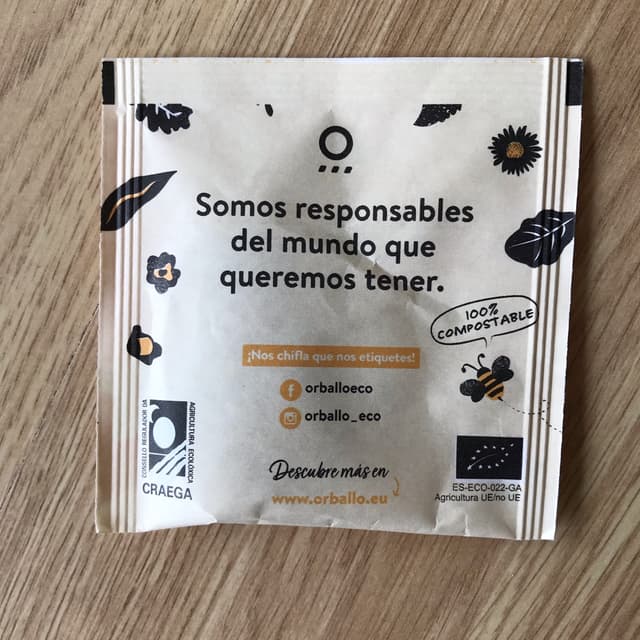 Somos responsables
del mundo que
queremos tener.
100%
COMPOSTABLE
¡Nos chifla que nos etiquetes!
orballoeco
orballo_eco
CONSELLO REGULADOR DA
AGRICULTURA ECOLÓXICA
CRAEGA
Descubre más en
www.orballo.eu
ES-ECO-022-GA
Agricultura UE/no UE